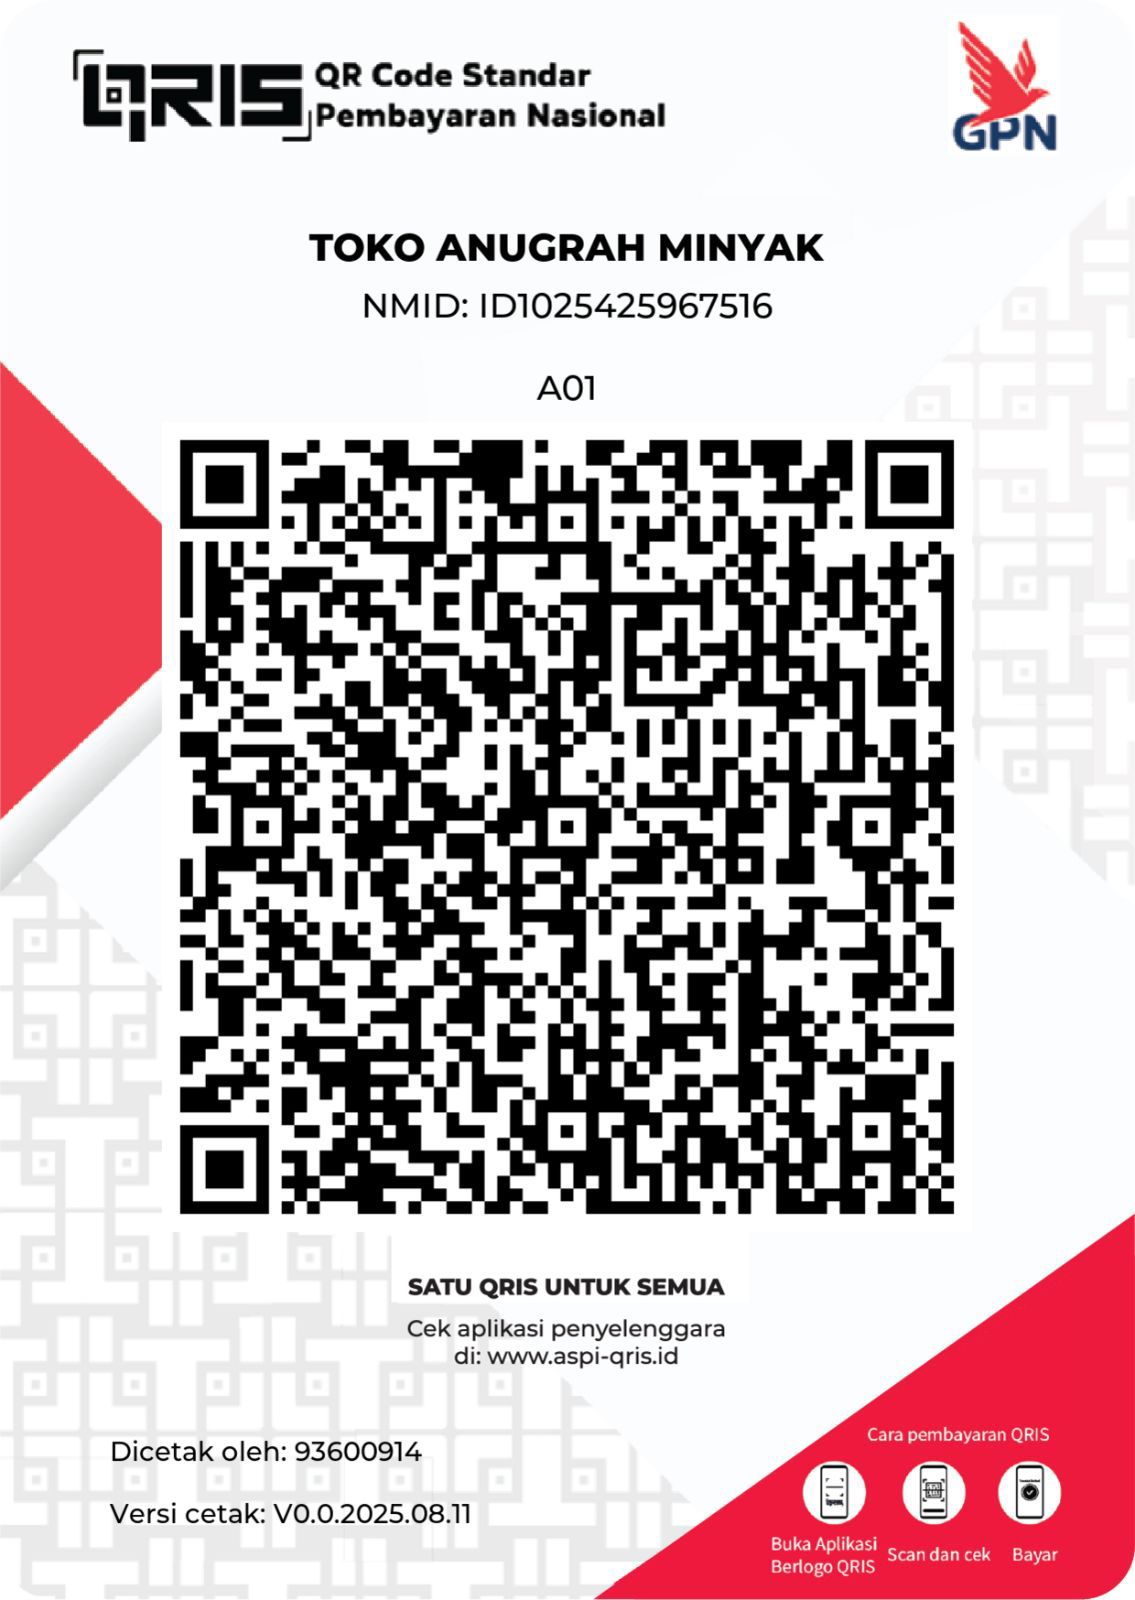 QRIS QR Code Standar
Pembayaran Nasional
GPN
TOKO ANUGRAH MINYAK
NMID: ID1025425967516
A01
SATU QRIS UNTUK SEMUA
Cek aplikasi penyelenggara
di: www.aspi-qris.id
Dicetak oleh: 93600914
Versi cetak: V0.0.2025.08.11
Cara pembayaran QRIS
Buka Aplikasi
Berlogo QRIS
Scan dan cek
Bayar